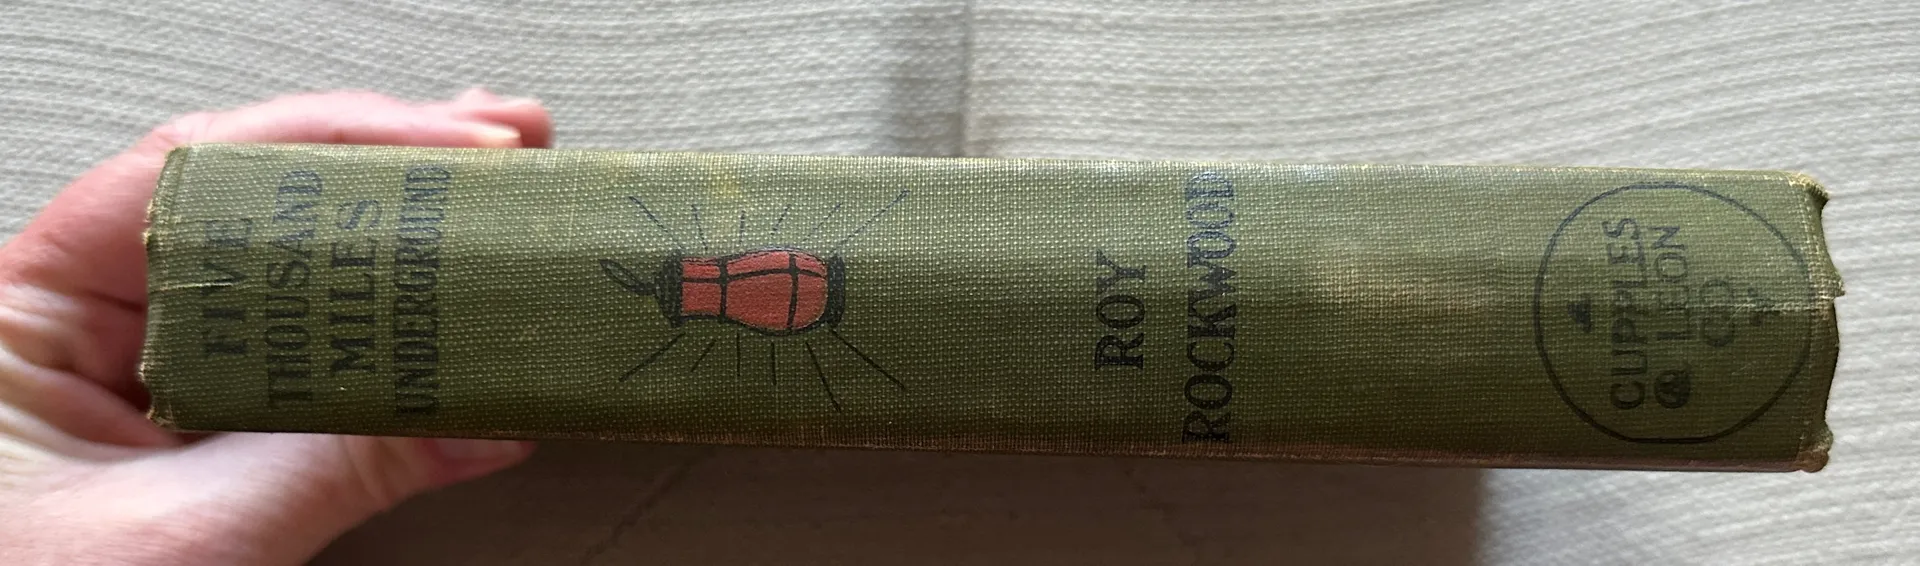 FIVE
THOUSAND
MILES
UNDERGROUND
ROY
ROCKWOOD
CUPPLES
& LEON
CO